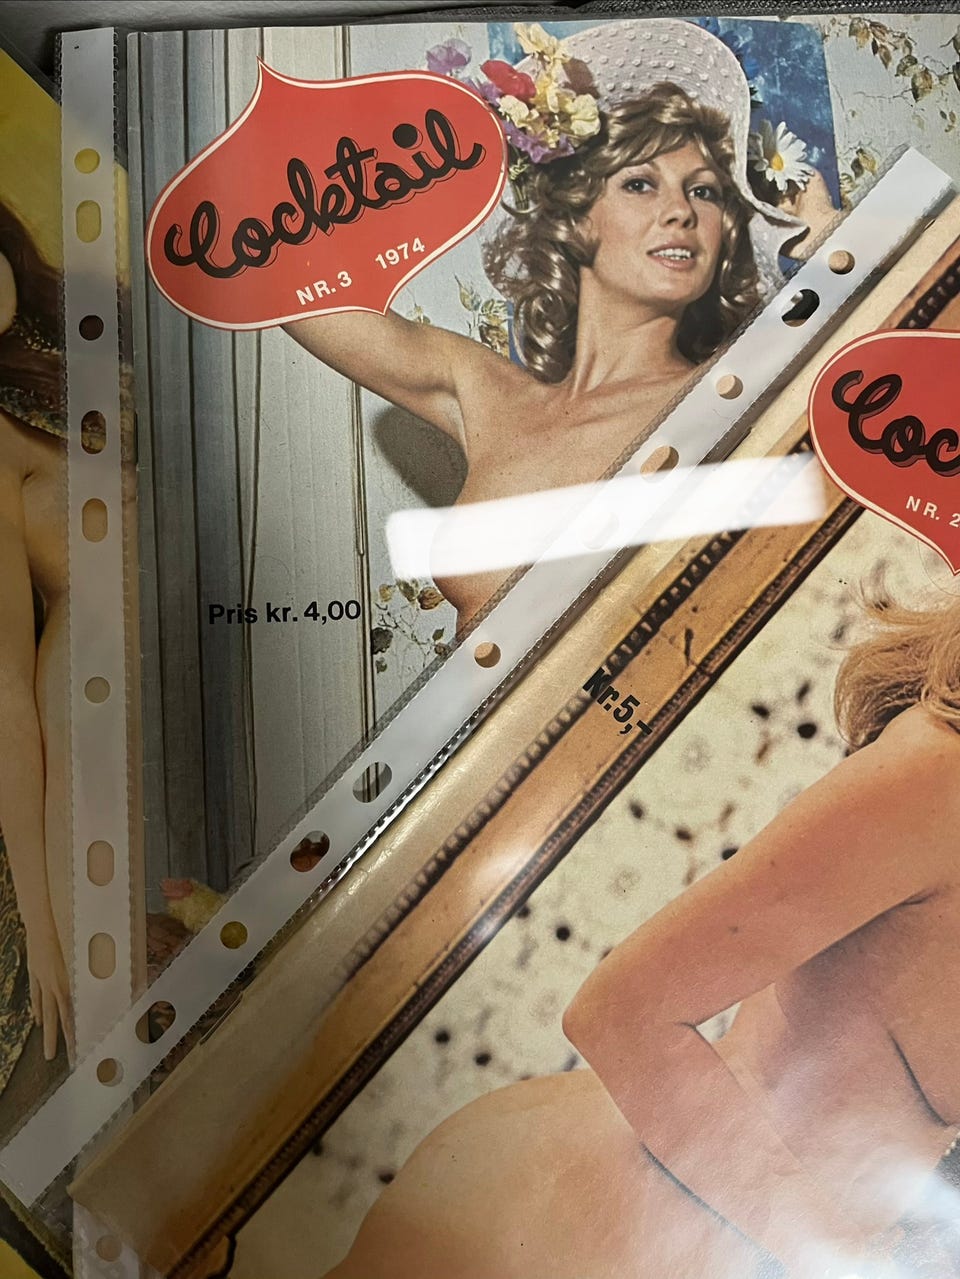 Cocktail
NR. 3 1974
Pris kr. 4,00
Coc
NR. 2
Kr. 5,-